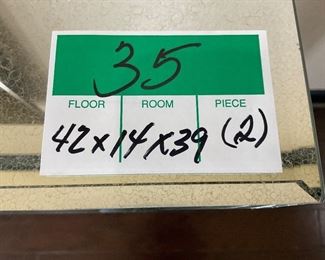 35
FLOOR ROOM PIECE
42x14x39 (2)